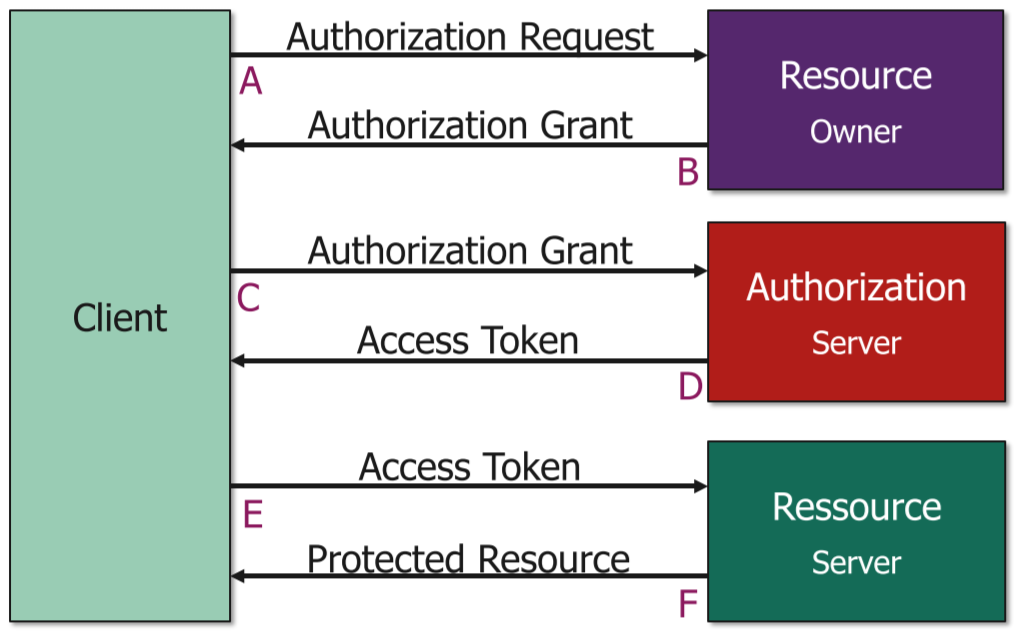 Authorization Request
A
Resource
Owner
Authorization Grant
B
Authorization Grant
C
Client
Authorization
Server
Access Token
D
Access Token
E
Ressource
Server
Protected Resource
F